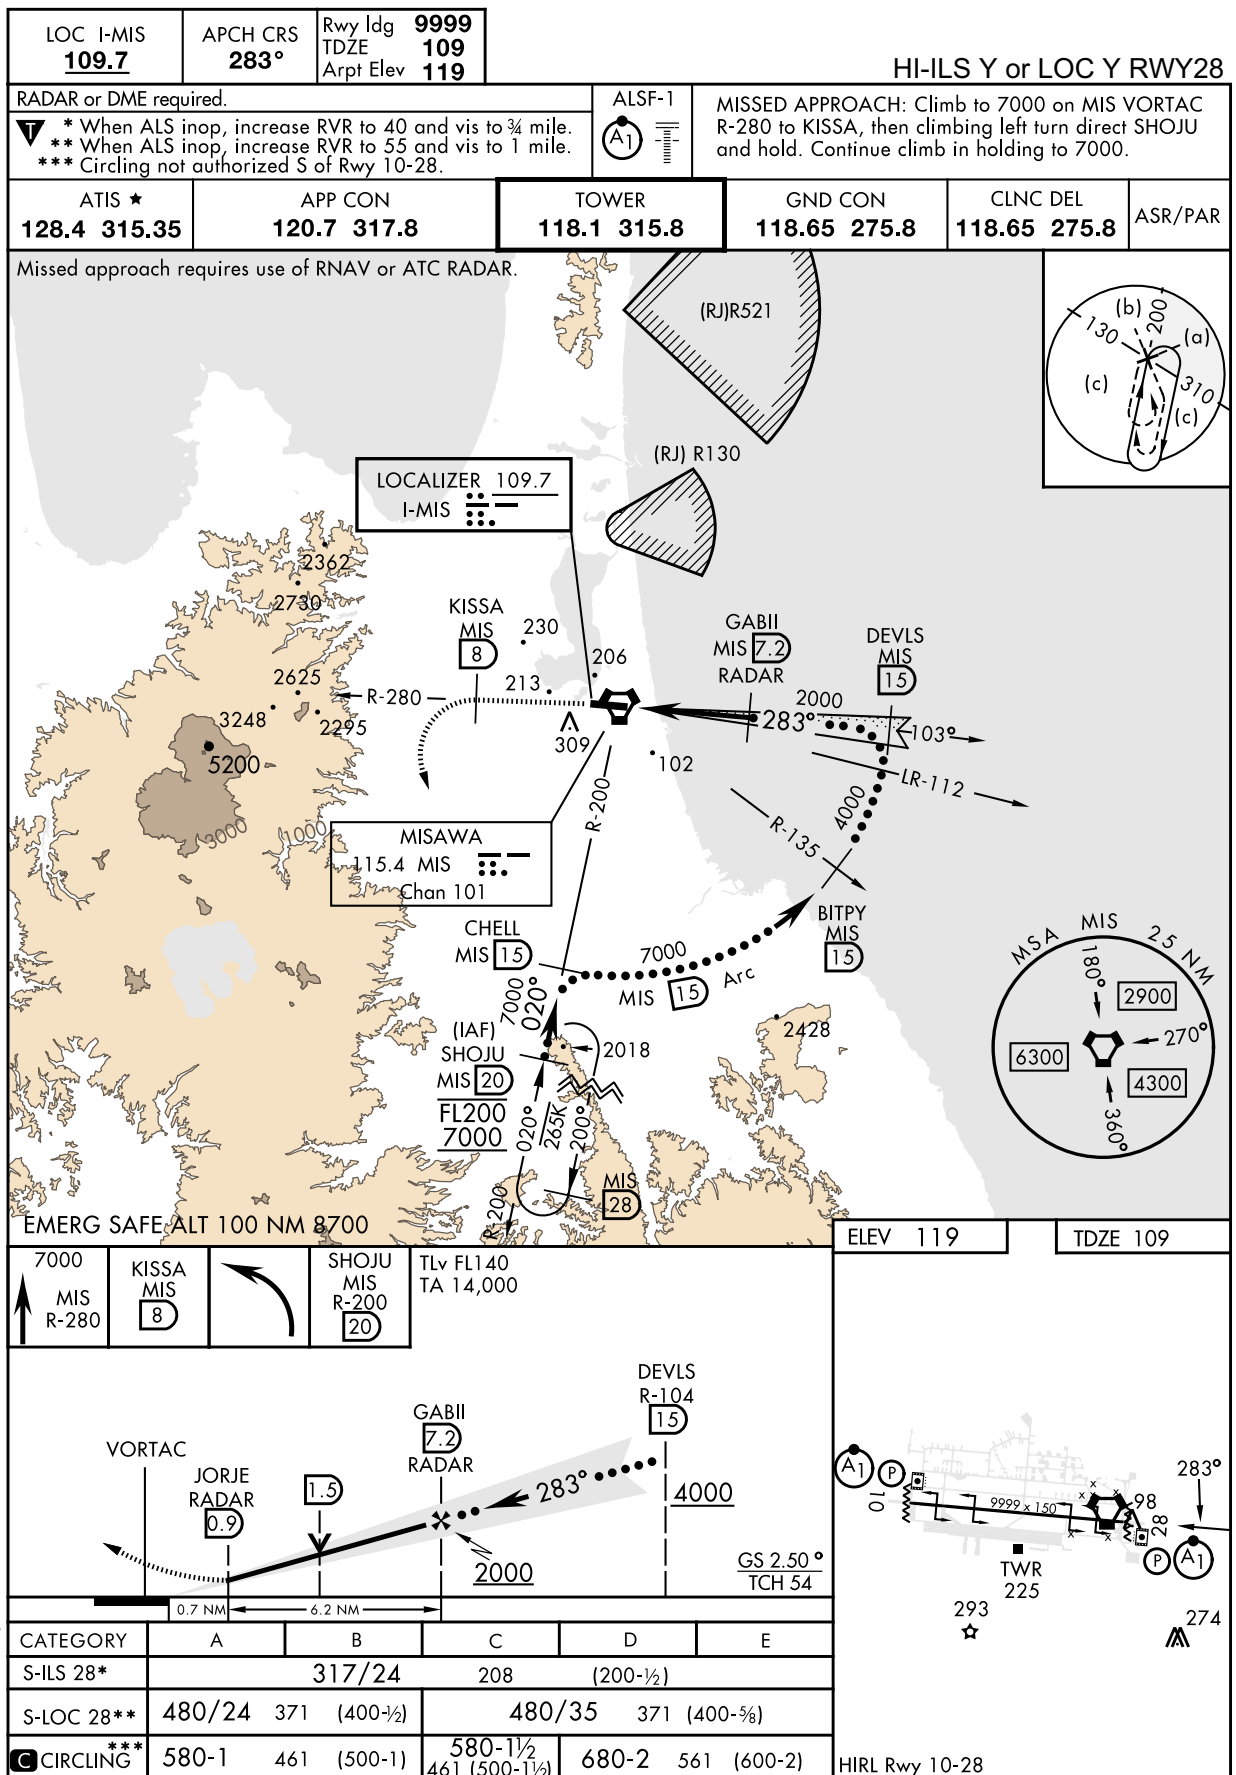 LOC I-MIS
109.7
APCH CRS
283°
Rwy ldg 9999
TDZE 109
Arpt Elev 119
HI-ILS Y or LOC Y RWY28
RADAR or DME required.
T * When ALS inop, increase RVR to 40 and vis to ¾ mile.
** When ALS inop, increase RVR to 55 and vis to 1 mile.
*** Circling not authorized S of Rwy 10-28.
ALSF-1
A1
MISSED APPROACH: Climb to 7000 on MIS VORTAC
R-280 to KISSA, then climbing left turn direct SHOJU
and hold. Continue climb in holding to 7000.
ATIS ★
128.4 315.35
APP CON
120.7 317.8
TOWER
118.1 315.8
GND CON
118.65 275.8
CLNC DEL
118.65 275.8
ASR/PAR
Missed approach requires use of RNAV or ATC RADAR.
(RJ)R521
(b)
200
130
(a)
(c)
310
(c)
(RJ) R130
LOCALIZER 109.7
I-MIS
2362
2730
KISSA
MIS
8
230
206
213
GABII
MIS 7.2
RADAR
DEVLS
MIS
15
2625
R-280
3248
2295
5200
309
2000
283°
103°
102
LR-112
R-200
4000
R-135
3000
1000
MISAWA
115.4 MIS
Chan 101
CHELL
MIS 15
7000
MIS 15 Arc
BITPY
MIS
15
7000
020°
(IAF)
SHOJU
MIS 20
FL200
7000
2018
2428
020°
265K
200°
R-200
MIS
28
MSA MIS 25 NM
180°
2900
270°
6300
4300
360°
EMERG SAFE ALT 100 NM 8700
ELEV 119
TDZE 109
7000
MIS
R-280
KISSA
MIS
8
SHOJU
MIS
R-200
20
TLv FL140
TA 14,000
DEVLS
R-104
15
GABII
7.2
RADAR
VORTAC
JORJE
RADAR
0.9
1.5
V
283°
4000
2000
GS 2.50°
TCH 54
0.7 NM
6.2 NM
A1
P
10
9999 x 150
x
x
x
x
x
98
28
283°
P
A1
TWR
225
293
274
CATEGORY A B C D E
S-ILS 28* 317/24 208 (200-½)
S-LOC 28** 480/24 371 (400-½) 480/35 371 (400-⅝)
C CIRCLING*** 580-1 461 (500-1) 580-1½ 461 (500-1½) 680-2 561 (600-2)
HIRL Rwy 10-28